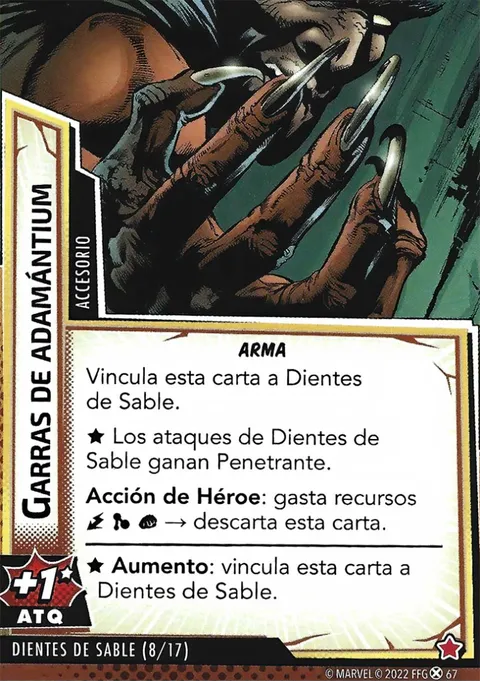 GARRAS DE ADAMÁNTIUM
ACCESORIO
ARMA
Vincula esta carta a Dientes
de Sable.
★ Los ataques de Dientes de
Sable ganan Penetrante.
Acción de Héroe: gasta recursos
→ descarta esta carta.
★ Aumento: vincula esta carta a
Dientes de Sable.
+1★
ATQ
DIENTES DE SABLE (8/17)
© MARVEL © 2022 FFG 67